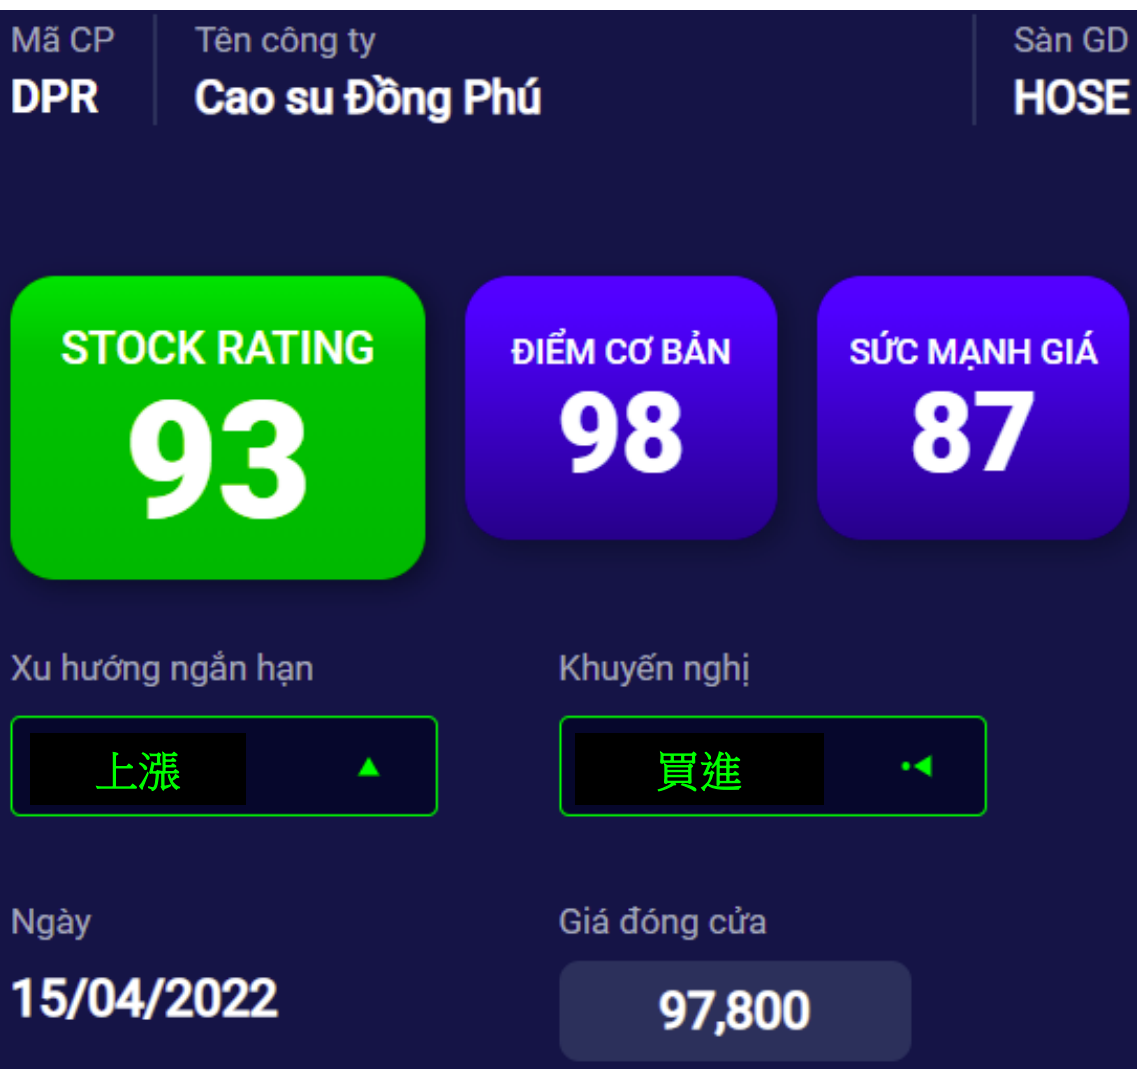 Mã CP
Tên công ty
Sàn GD
DPR
Cao su Đồng Phú
HOSE
STOCK RATING
93
ĐIỂM CƠ BẢN
98
SỨC MẠNH GIÁ
87
Xu hướng ngắn hạn
Khuyến nghị
上漲
買進
Ngày
Giá đóng cửa
15/04/2022
97,800